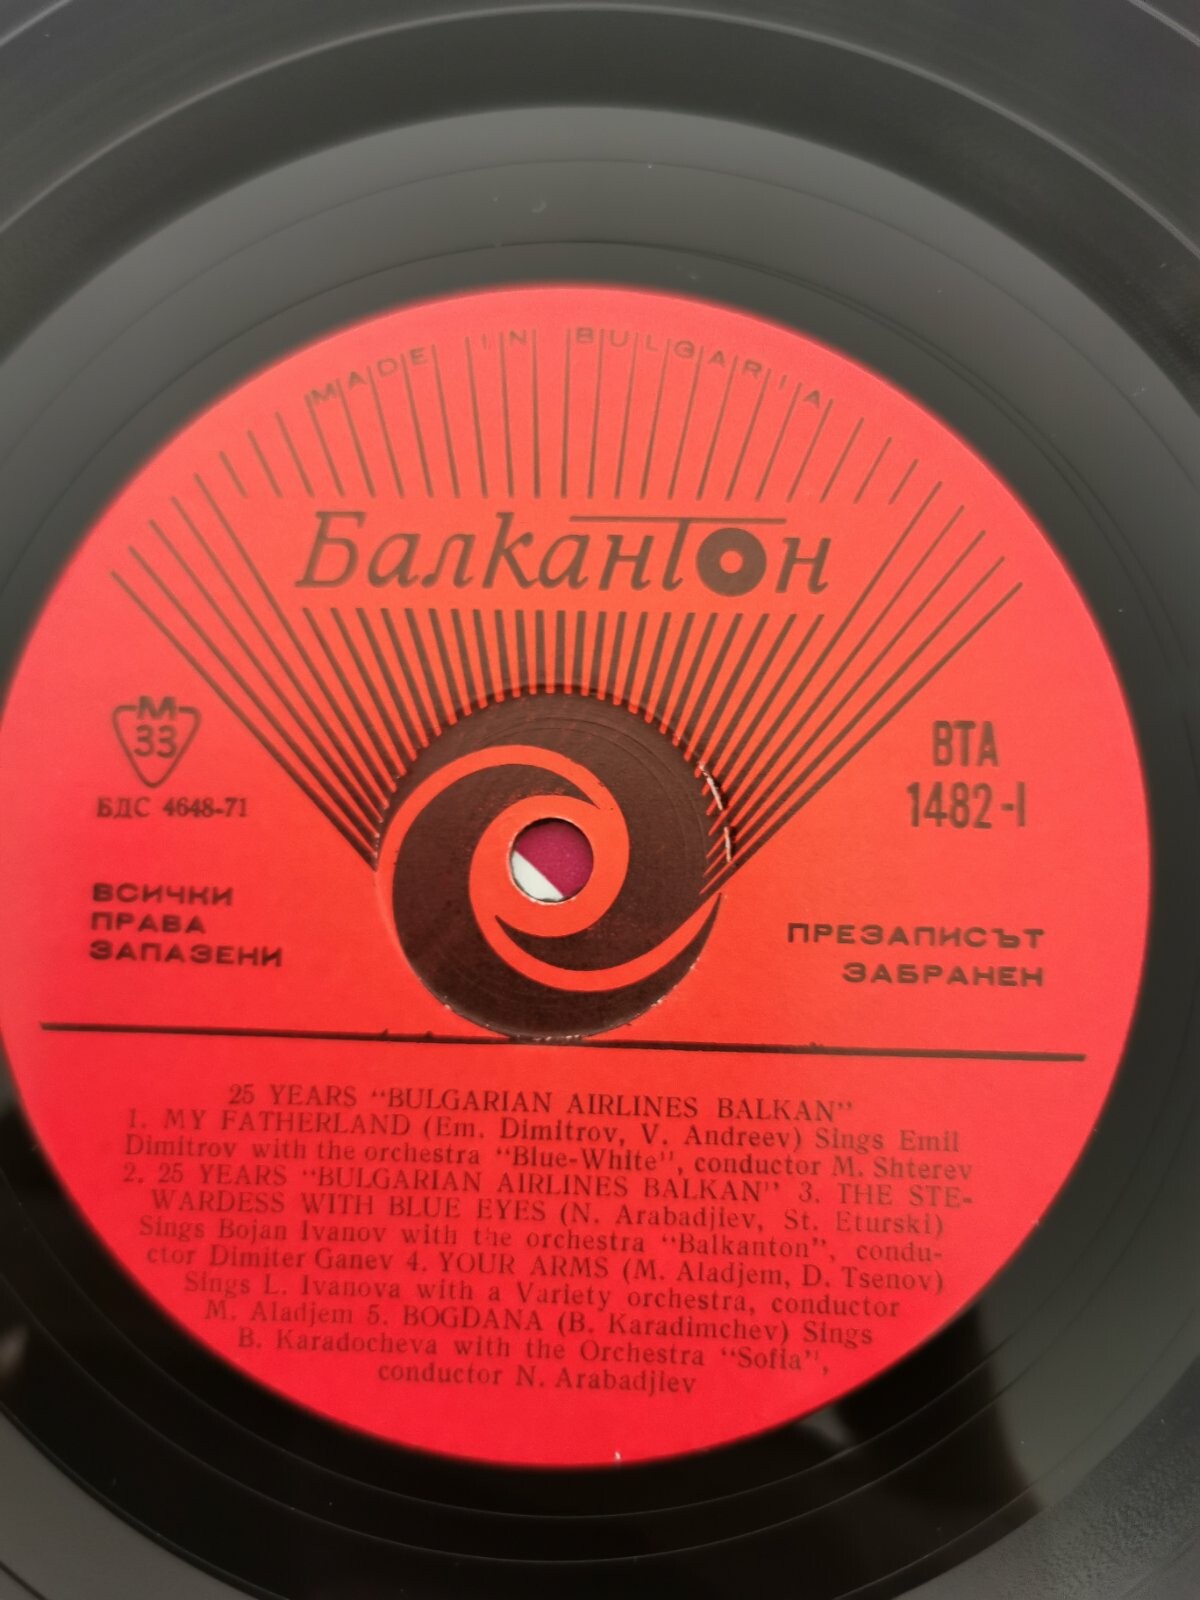 MADE IN BULGARIA
Балкантон
М
33
БДС 4648-71
ВТА
1482-I
ВСИЧКИ
ПРАВА
ЗАПАЗЕНИ
ПРЕЗАПИСЪТ
ЗАБРАНЕН
25 YEARS "BULGARIAN AIRLINES BALKAN"
1. MY FATHERLAND (Em. Dimitrov, V. Andreev) Sings Emil
Dimitrov with the orchestra "Blue-White", conductor M. Shterev
2. 25 YEARS "BULGARIAN AIRLINES BALKAN" 3. THE STE-
WARDESS WITH BLUE EYES (N. Arabadjiev, St. Eturski)
Sings Bojan Ivanov with the orchestra "Balkanton", condu-
ctor Dimiter Ganev 4. YOUR ARMS (M. Aladjem, D. Tsenov)
Sings L. Ivanova with a Variety orchestra, conductor
M. Aladjem 5. BOGDANA (B. Karadimchev) Sings
B. Karadocheva with the Orchestra "Sofia",
conductor N. Arabadjiev